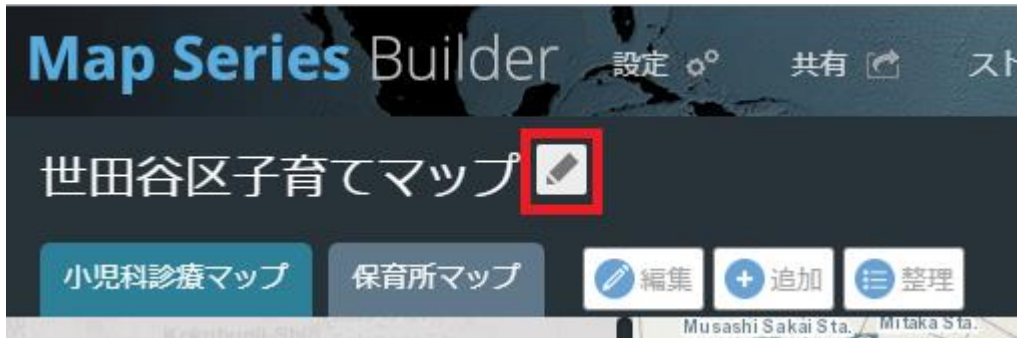 Map Series Builder 設定 共有 スト
世田谷区子育てマップ
小児科診療マップ 保育所マップ 編集 追加 整理
Musashi Sakai Sta. Mitaka Sta.